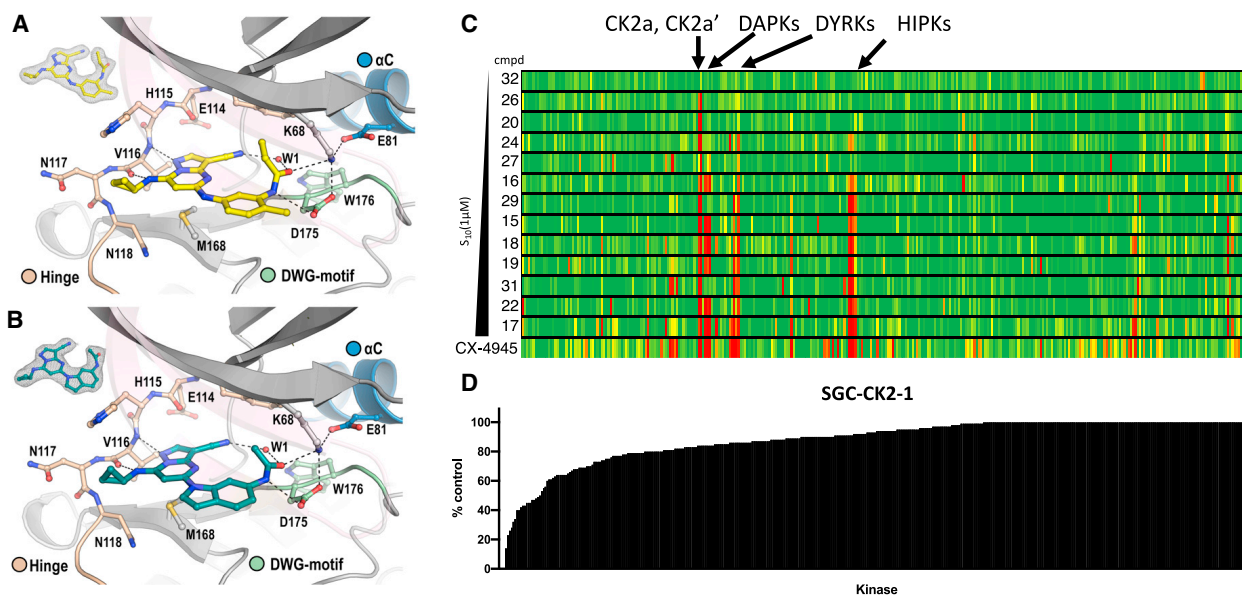 A
αC
H115
E114
K68
E81
W1
N117
V116
W176
M168
D175
N118
Hinge
DWG-motif
B
αC
H115
E114
K68
E81
W1
N117
V116
W176
D175
M168
N118
Hinge
DWG-motif
C
CK2a, CK2a’ DAPKs DYRKs HIPKs
cmpd
32
26
20
24
27
16
29
15
18
19
31
22
17
CX-4945
S10(1μM)
D
SGC-CK2-1
% control
100
80
60
40
20
0
Kinase